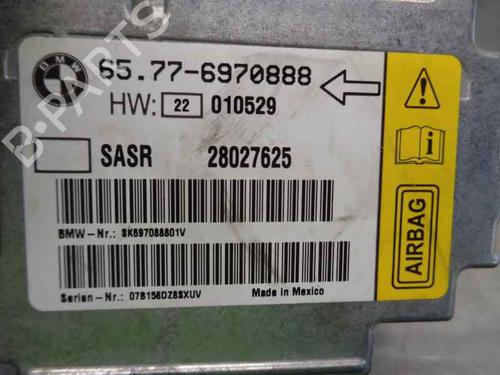 BMW
65.77-6970888
HW: 22 010529
SASR 28027625
BMW-Nr.: SK697088801V
Serien-Nr.: 07B156DZ8SXUV
Made in Mexico
AIRBAG
B-PARTS